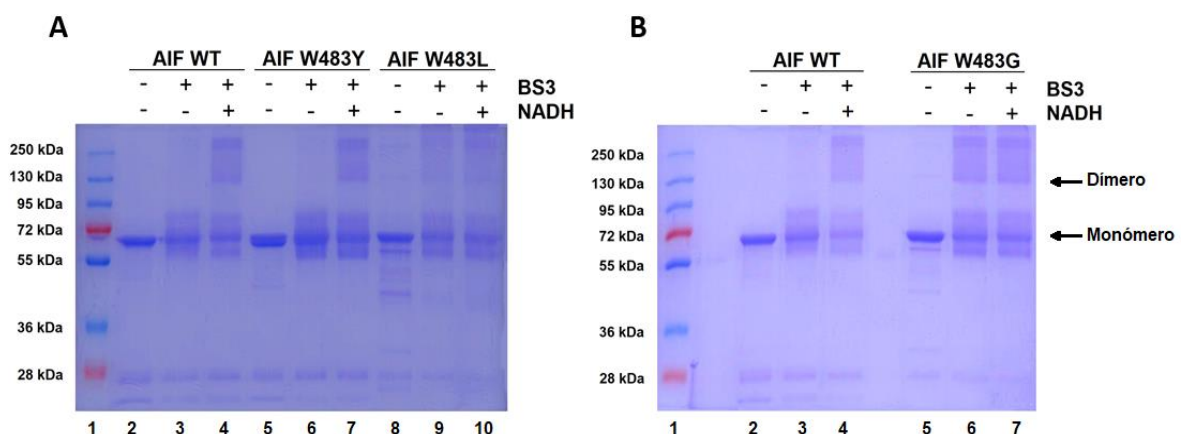 A
AIF WT AIF W483Y AIF W483L
- + + - + + - + + BS3
- - + - - + - - + NADH
250 kDa
130 kDa
95 kDa
72 kDa
55 kDa
36 kDa
28 kDa
1 2 3 4 5 6 7 8 9 10
B
AIF WT AIF W483G
- + + - + + BS3
- - + - - + NADH
250 kDa
130 kDa
95 kDa
72 kDa
55 kDa
36 kDa
28 kDa
Dímero
Monómero
1 2 3 4 5 6 7